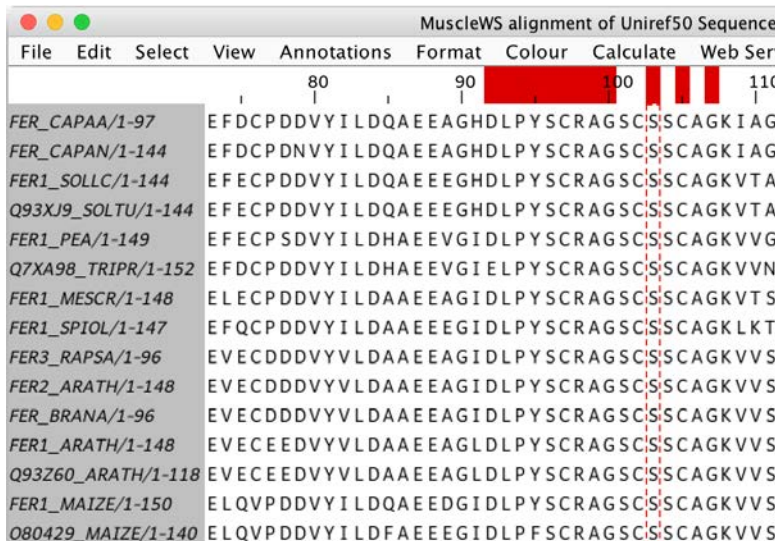 MuscleWS alignment of Uniref50 Sequence
File Edit Select View Annotations Format Colour Calculate Web Ser
80 90 100 110
FER_CAPAA/1-97 EFDCPDDVYILDQAEEAGHDLPYSCRAGSCSSCAGKIAG
FER_CAPAN/1-144 EFDCPDNVYILDQAEEAGHDLPYSCRAGSCSSCAGKIAG
FER1_SOLLC/1-144 EFECPDDVYILDQAEEEGHDLPYSCRAGSCSSCAGKVTA
Q93XJ9_SOLTU/1-144 EFECPDDVYILDQAEEEGHDLPYSCRAGSCSSCAGKVTA
FER1_PEA/1-149 EFECPSDVYILDHAEEVGIDLPYSCRAGSCSSCAGKVVG
Q7XA98_TRIPR/1-152 EFDCPDDVYILDHAEEVGIELPYSCRAGSCSSCAGKVVN
FER1_MESCR/1-148 ELECPDDVYILDAAEEAGIDLPYSCRAGSCSSCAGKVTS
FER1_SPIOL/1-147 EFQCPDDVYILDAAEEEGIDLPYSCRAGSCSSCAGKLKT
FER3_RAPSA/1-96 EVECDDDVYVLDAAEEAGIDLPYSCRAGSCSSCAGKVVS
FER2_ARATH/1-148 EVECDDDVYVLDAAEEAGIDLPYSCRAGSCSSCAGKVVS
FER_BRANA/1-96 EVECDDDVYVLDAAEEAGIDLPYSCRAGSCSSCAGKVVS
FER1_ARATH/1-148 EVECEEDVYVLDAAEEAGLDLPYSCRAGSCSSCAGKVVS
Q93Z60_ARATH/1-118 EVECEEDVYVLDAAEEAGLDLPYSCRAGSCSSCAGKVVS
FER1_MAIZE/1-150 ELQVPDDVYILDQAEEDGIDLPYSCRAGSCSSCAGKVVS
O80429_MAIZE/1-140 ELQVPDDVYILDFAEEEGIDLPFSCRAGSCSSCAGKVVS